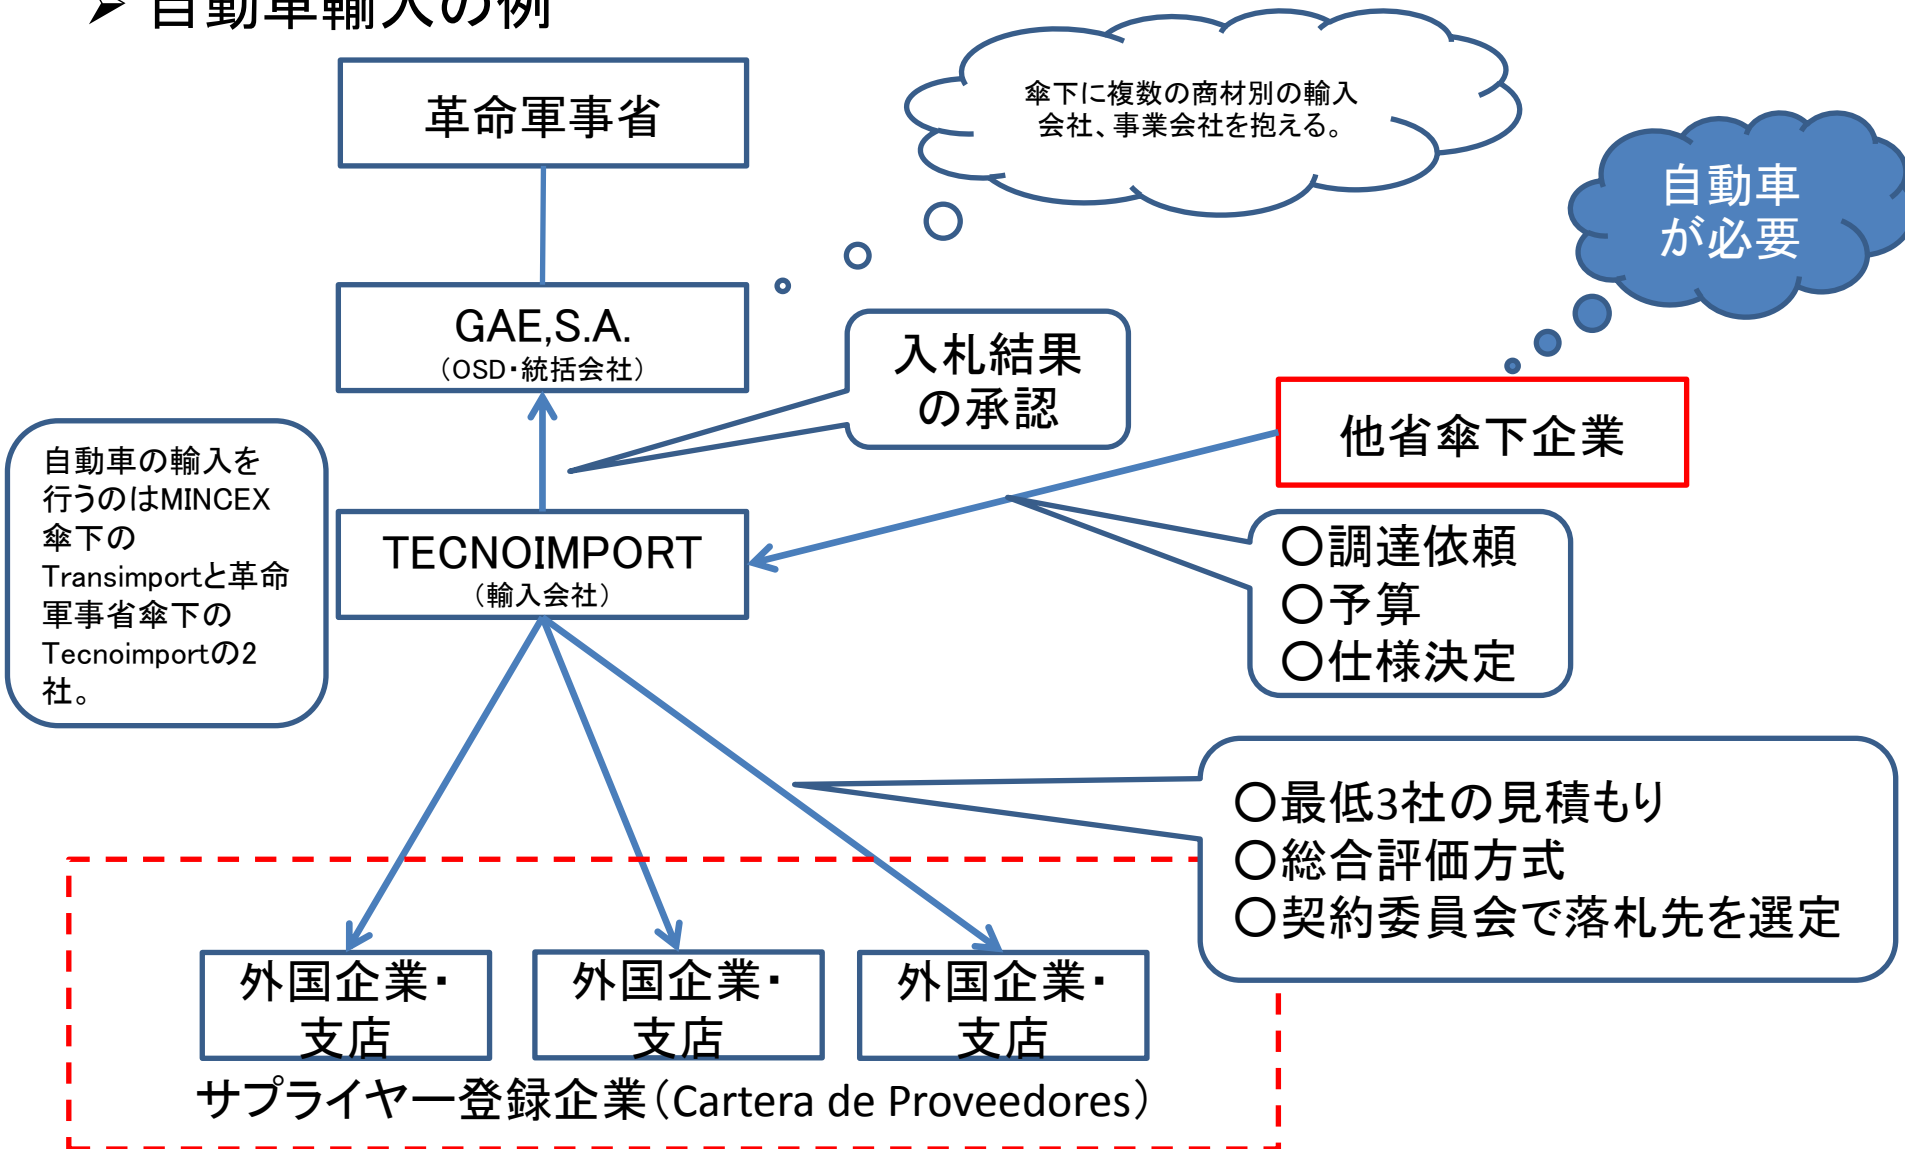 ➢ 自動車輸入の例
革命軍事省
傘下に複数の商材別の輸入
会社、事業会社を抱える。
自動車
が必要
GAE,S.A.
（OSD・統括会社）
入札結果
の承認
他省傘下企業
自動車の輸入を
行うのはMINCEX
傘下の
Transimportと革命
軍事省傘下の
Tecnoimportの2
社。
TECNOIMPORT
（輸入会社）
〇調達依頼
〇予算
〇仕様決定
〇最低3社の見積もり
〇総合評価方式
〇契約委員会で落札先を選定
外国企業・
支店
外国企業・
支店
外国企業・
支店
サプライヤー登録企業（Cartera de Proveedores）